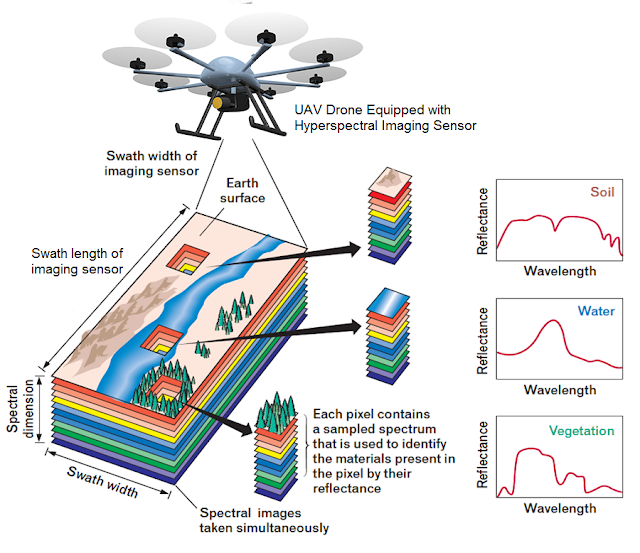 UAV Drone Equipped with
Hyperspectral Imaging Sensor
Swath width of
imaging sensor
Earth
surface
Swath length of
imaging sensor
Soil
Reflectance
Wavelength
Water
Reflectance
Wavelength
Spectral
dimension
Each pixel contains
a sampled spectrum
that is used to identify
the materials present in
the pixel by their
reflectance
Vegetation
Reflectance
Wavelength
Swath width
Spectral images
taken simultaneously